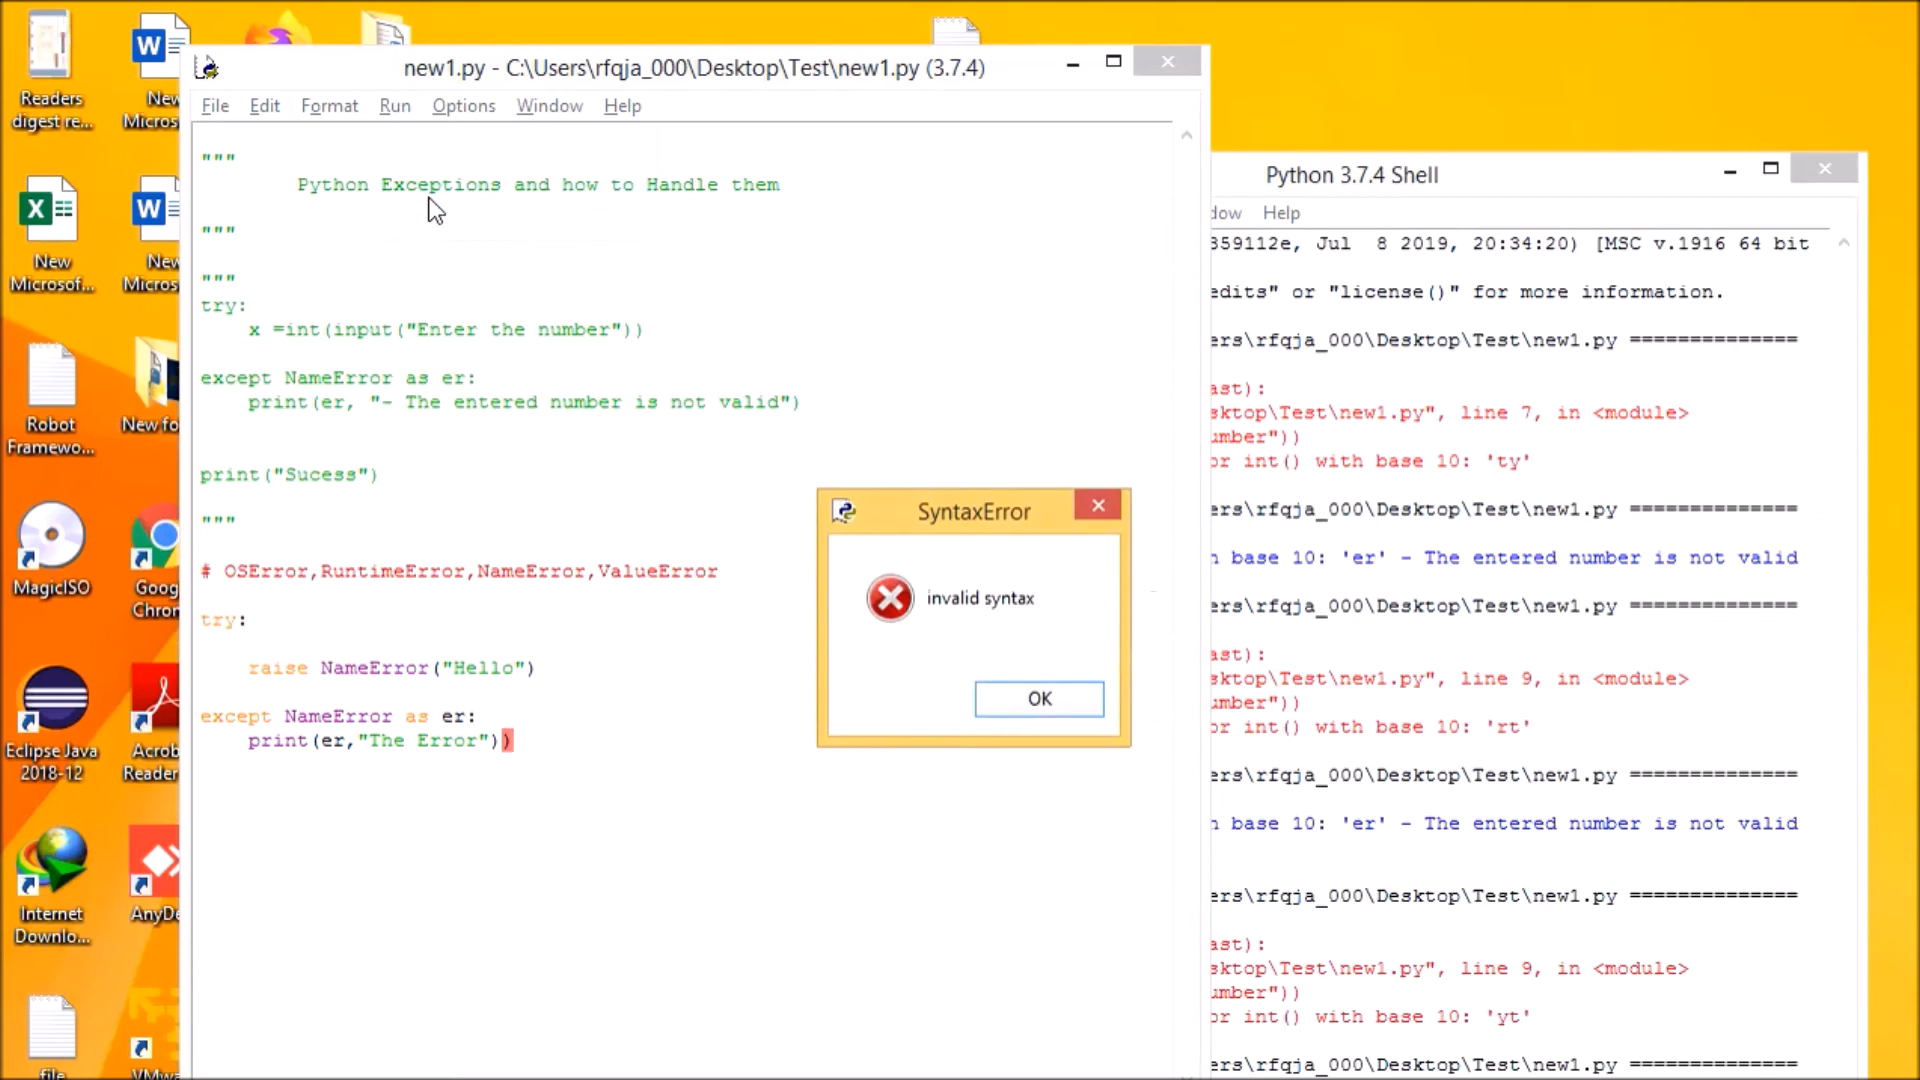 Readers
digest re...
New
Micros
New
Microsof...
New
Micros
Robot
Framewo...
New fo
MagicISO
Goog
Chron
Eclipse Java
2018-12
Acrob
Reader
Internet
Downlo...
AnyDe
file
VMwa
new1.py - C:\Users\rfqja_000\Desktop\Test\new1.py (3.7.4)
File Edit Format Run Options Window Help
"""
Python Exceptions and how to Handle them
"""
"""
try:
x =int(input("Enter the number"))
except NameError as er:
print(er, "- The entered number is not valid")
print("Sucess")
"""
# OSError,RuntimeError,NameError,ValueError
try:
raise NameError("Hello")
except NameError as er:
print(er,"The Error"))
SyntaxError
invalid syntax
OK
Python 3.7.4 Shell
dow Help
359112e, Jul 8 2019, 20:34:20) [MSC v.1916 64 bit
edits" or "license()" for more information.
ers\rfqja_000\Desktop\Test\new1.py ==============
ast):
sktop\Test\new1.py", line 7, in <module>
umber"))
or int() with base 10: 'ty'
ers\rfqja_000\Desktop\Test\new1.py ==============
n base 10: 'er' - The entered number is not valid
ers\rfqja_000\Desktop\Test\new1.py ==============
ast):
sktop\Test\new1.py", line 9, in <module>
umber"))
or int() with base 10: 'rt'
ers\rfqja_000\Desktop\Test\new1.py ==============
n base 10: 'er' - The entered number is not valid
ers\rfqja_000\Desktop\Test\new1.py ==============
ast):
sktop\Test\new1.py", line 9, in <module>
umber"))
or int() with base 10: 'yt'
ers\rfqja_000\Desktop\Test\new1.py ==============